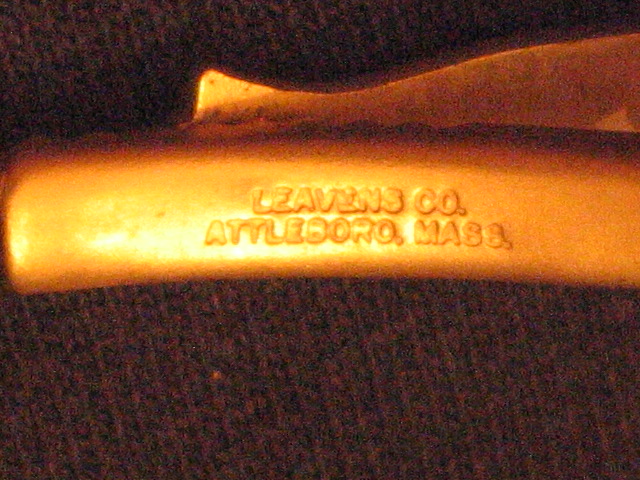 LEAVENS CO.
ATTLEBORO, MASS.